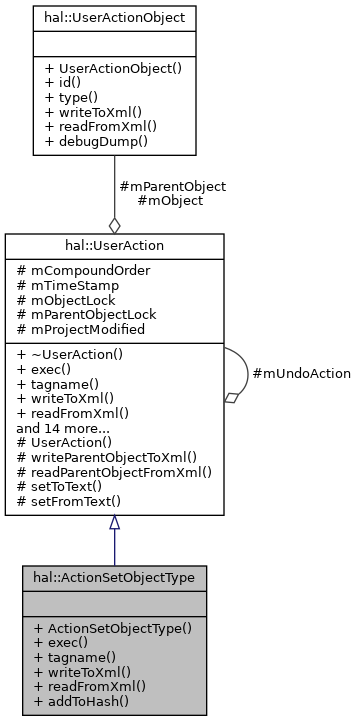 hal::UserActionObject
+ UserActionObject()
+ id()
+ type()
+ writeToXml()
+ readFromXml()
+ debugDump()
#mParentObject
#mObject
hal::UserAction
# mCompoundOrder
# mTimeStamp
# mObjectLock
# mParentObjectLock
# mProjectModified
+ ~UserAction()
+ exec()
+ tagname()
+ writeToXml()
+ readFromXml()
and 14 more...
# UserAction()
# writeParentObjectToXml()
# readParentObjectFromXml()
# setToText()
# setFromText()
#mUndoAction
hal::ActionSetObjectType
+ ActionSetObjectType()
+ exec()
+ tagname()
+ writeToXml()
+ readFromXml()
+ addToHash()